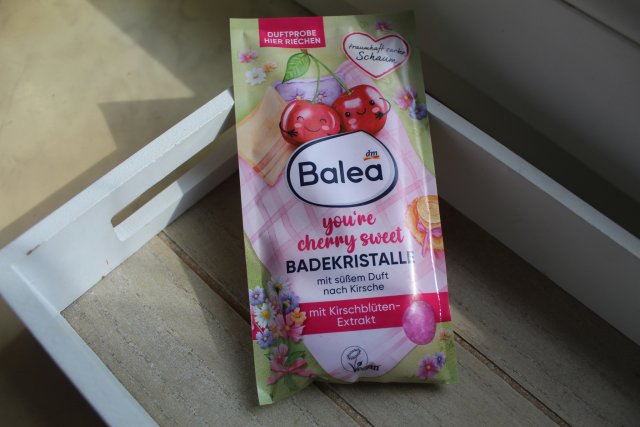 DUFTPROBE
HIER RIECHEN
traumhaft zarter
Schaum
dm
Balea
you're
cherry sweet
BADEKRISTALLE
mit süßem Duft
nach Kirsche
mit Kirschblüten-
Extrakt
Vegan